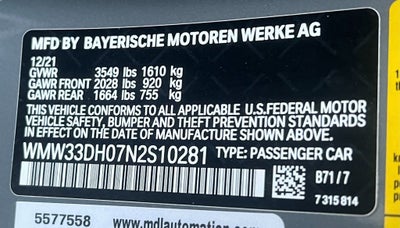 MFD BY BAYERISCHE MOTOREN WERKE AG
12/21
GVWR 3549 lbs 1610 kg
GAWR FRONT 2028 lbs 920 kg
GAWR REAR 1664 lbs 755 kg
THIS VEHICLE CONFORMS TO ALL APPLICABLE U.S.FEDERAL MOTOR
VEHICLE SAFETY, BUMPER AND THEFT PREVENTION STANDARDS
IN EFFECT ON THE DATE OF MANUFACTURE SHOWN ABOVE.
WMW33DH07N2S10281 TYPE: PASSENGER CAR
B71/7
7315814
5577558 www.mdlautomation.com